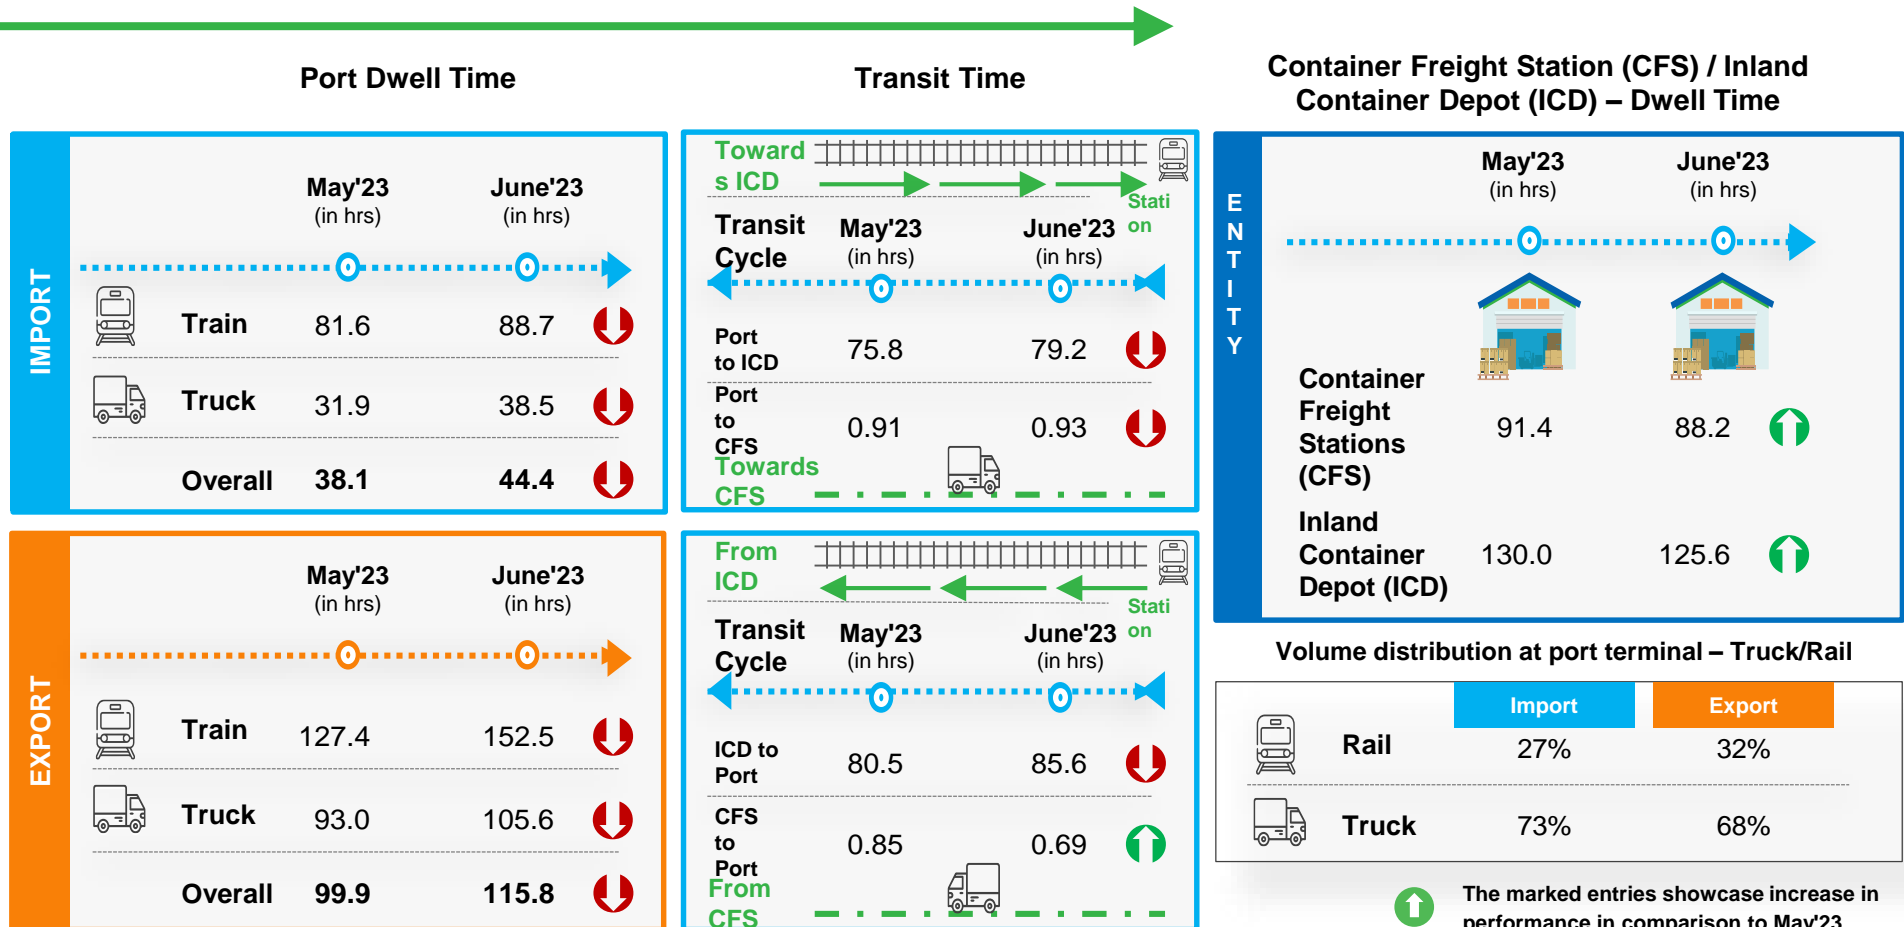 Port Dwell Time
Transit Time
Container Freight Station (CFS) / Inland
Container Depot (ICD) – Dwell Time
IMPORT
May'23
June'23
(in hrs)
(in hrs)
Train 81.6 88.7
Truck 31.9 38.5
Overall 38.1 44.4
Toward
s ICD
Stati
on
Transit
Cycle
May'23
June'23
(in hrs)
(in hrs)
Port
to ICD
75.8 79.2
Port
to
CFS
0.91 0.93
Towards
CFS
ENTITY
May'23
June'23
(in hrs)
(in hrs)
Container
Freight
Stations
(CFS)
91.4 88.2
Inland
Container
Depot (ICD)
130.0 125.6
EXPORT
May'23
June'23
(in hrs)
(in hrs)
Train 127.4 152.5
Truck 93.0 105.6
Overall 99.9 115.8
From
ICD
Stati
on
Transit
Cycle
May'23
June'23
(in hrs)
(in hrs)
ICD to
Port
80.5 85.6
CFS
to
Port
0.85 0.69
From
CFS
Volume distribution at port terminal – Truck/Rail
Import Export
Rail 27% 32%
Truck 73% 68%
The marked entries showcase increase in
performance in comparison to May'23